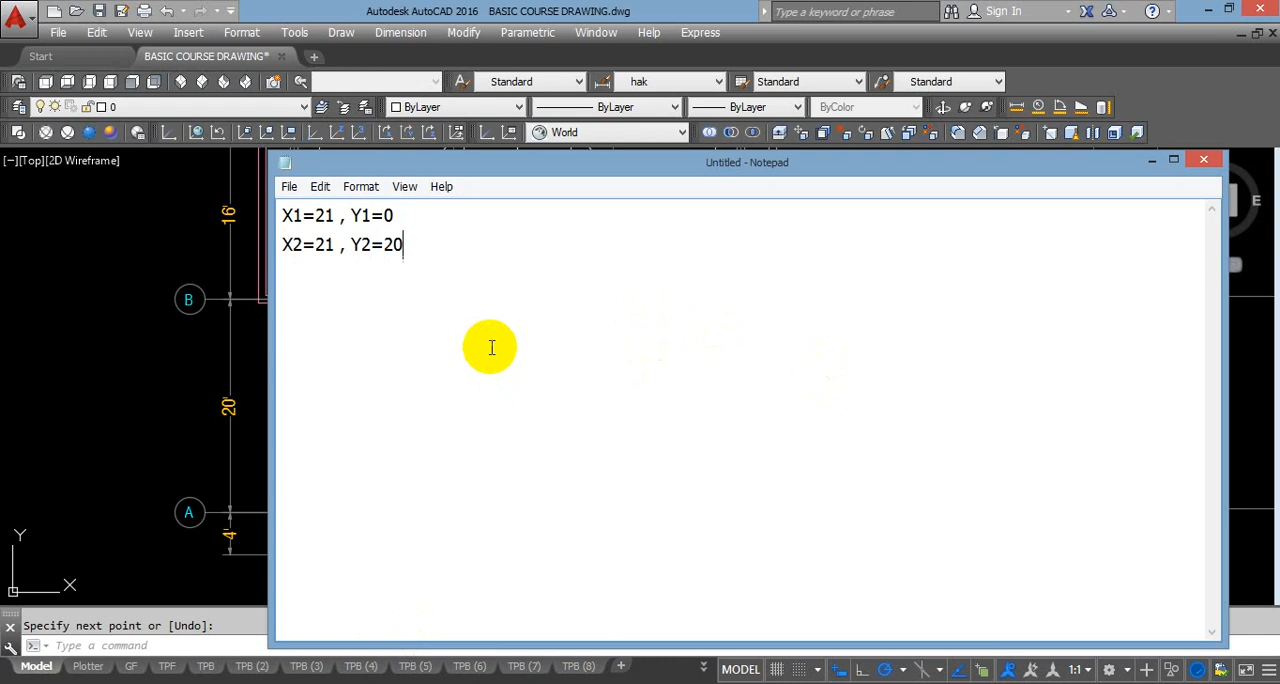 Autodesk AutoCAD 2016 BASIC COURSE DRAWING.dwg
Type a keyword or phrase
Sign In
File Edit View Insert Format Tools Draw Dimension Modify Parametric Window Help Express
Start
BASIC COURSE DRAWING*
Standard
hak
Standard
Standard
0
ByLayer
ByLayer
ByLayer
ByColor
World
[−][Top][2D Wireframe]
Untitled - Notepad
File Edit Format View Help
X1=21 , Y1=0
X2=21 , Y2=20
16'
E
B
20'
A
4'
Y
X
Specify next point or [Undo]:
Type a command
Model Plotter GF TPF TPB TPB (2) TPB (3) TPB (4) TPB (5) TPB (6) TPB (7) TPB (8)
MODEL
1:1